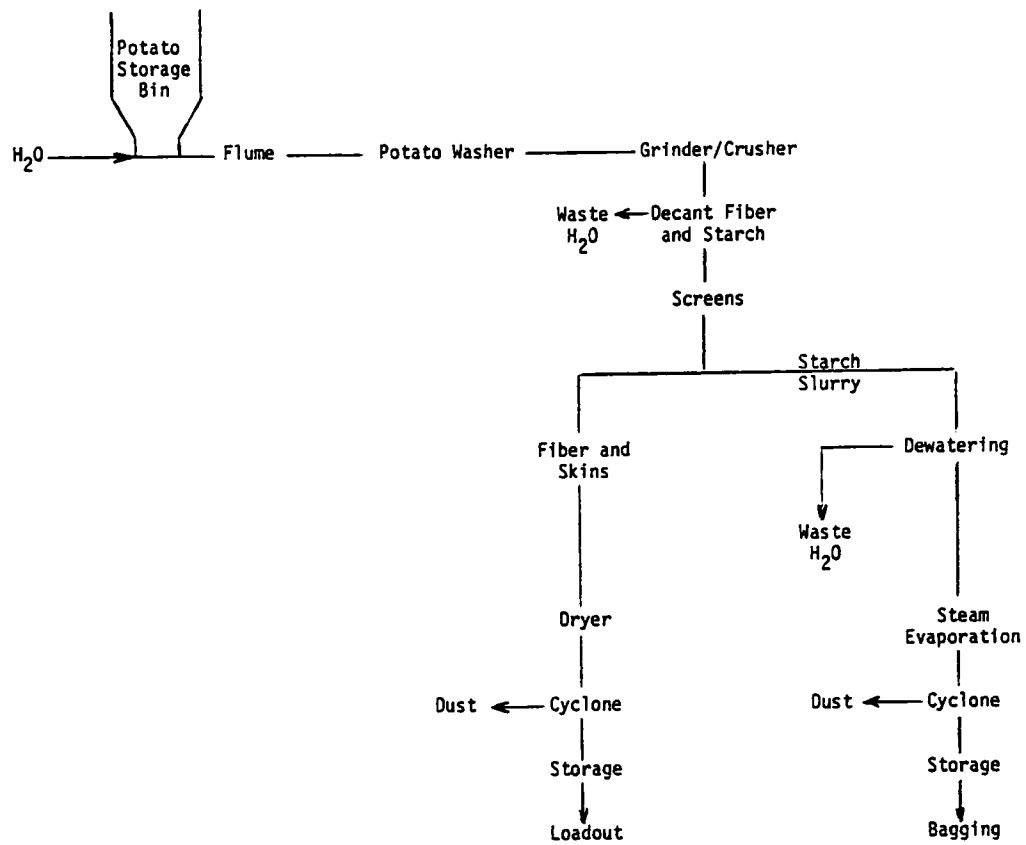 Potato
Storage
Bin
H₂O
Flume
Potato Washer
Grinder/Crusher
Waste
H₂O
Decant Fiber
and Starch
Screens
Starch
Slurry
Fiber and
Skins
Dewatering
Waste
H₂O
Dryer
Steam
Evaporation
Dust
Cyclone
Dust
Cyclone
Storage
Storage
Loadout
Bagging